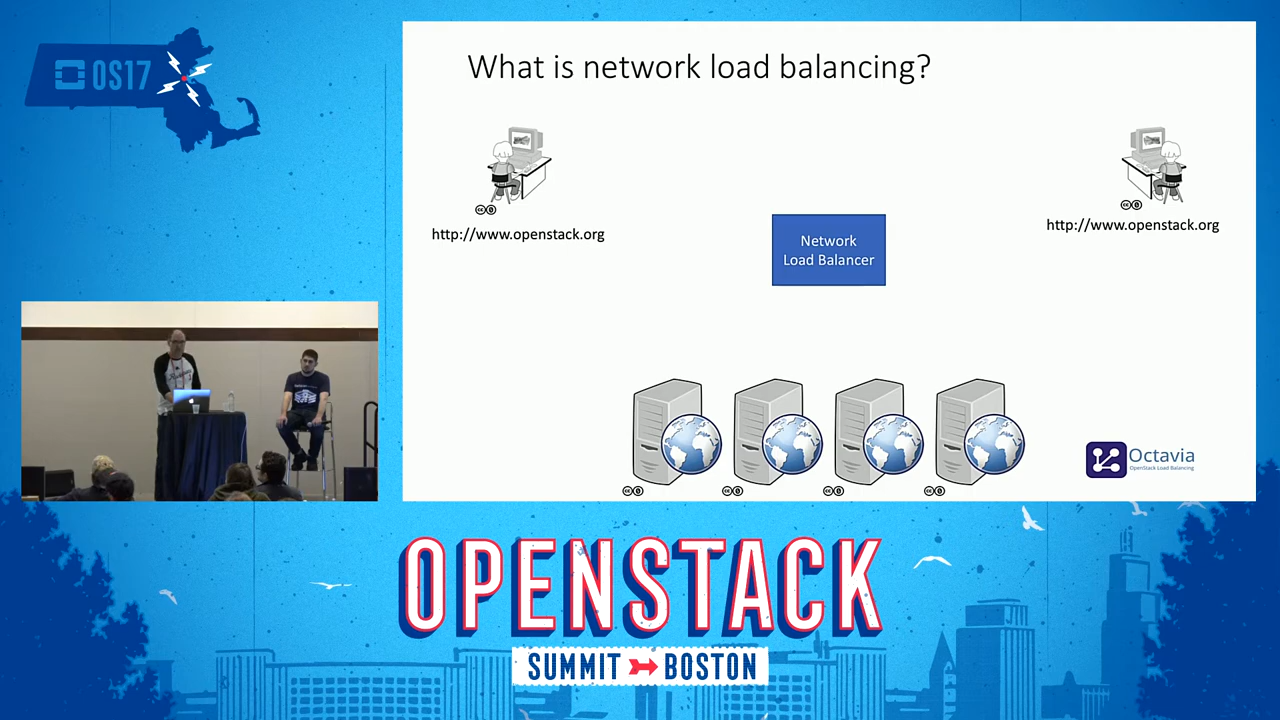 OS17
What is network load balancing?
http://www.openstack.org
http://www.openstack.org
Network
Load Balancer
Octavia
OpenStack Load Balancing
OPENSTACK
SUMMIT BOSTON